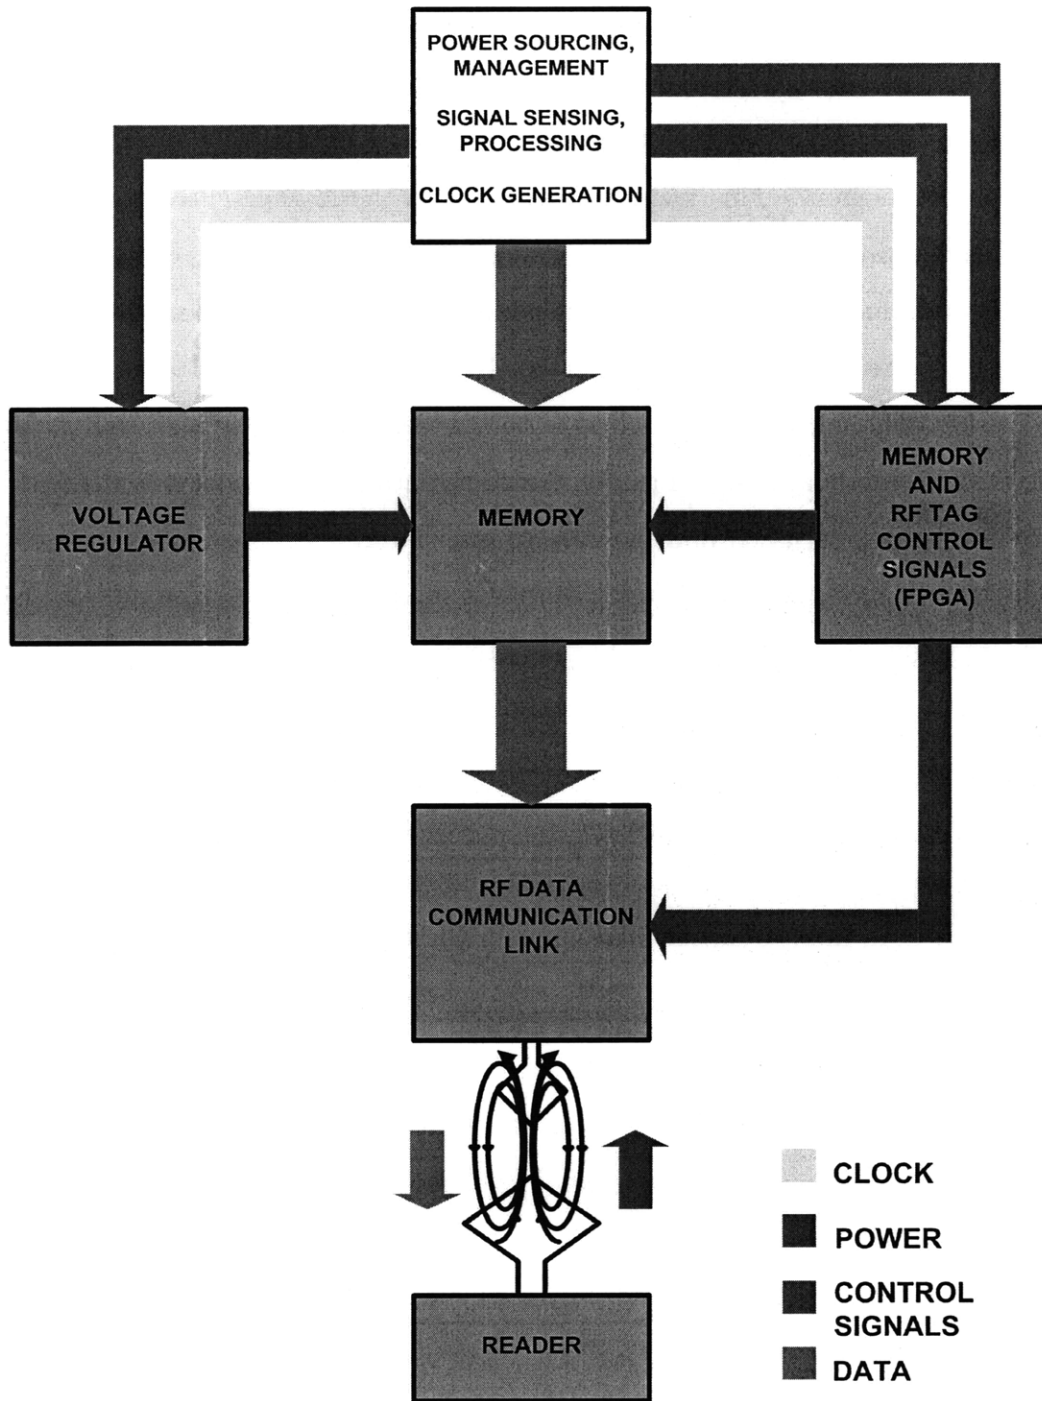 POWER SOURCING,
MANAGEMENT
SIGNAL SENSING,
PROCESSING
CLOCK GENERATION
VOLTAGE
REGULATOR
MEMORY
MEMORY
AND
RF TAG
CONTROL
SIGNALS
(FPGA)
RF DATA
COMMUNICATION
LINK
READER
CLOCK
POWER
CONTROL
SIGNALS
DATA